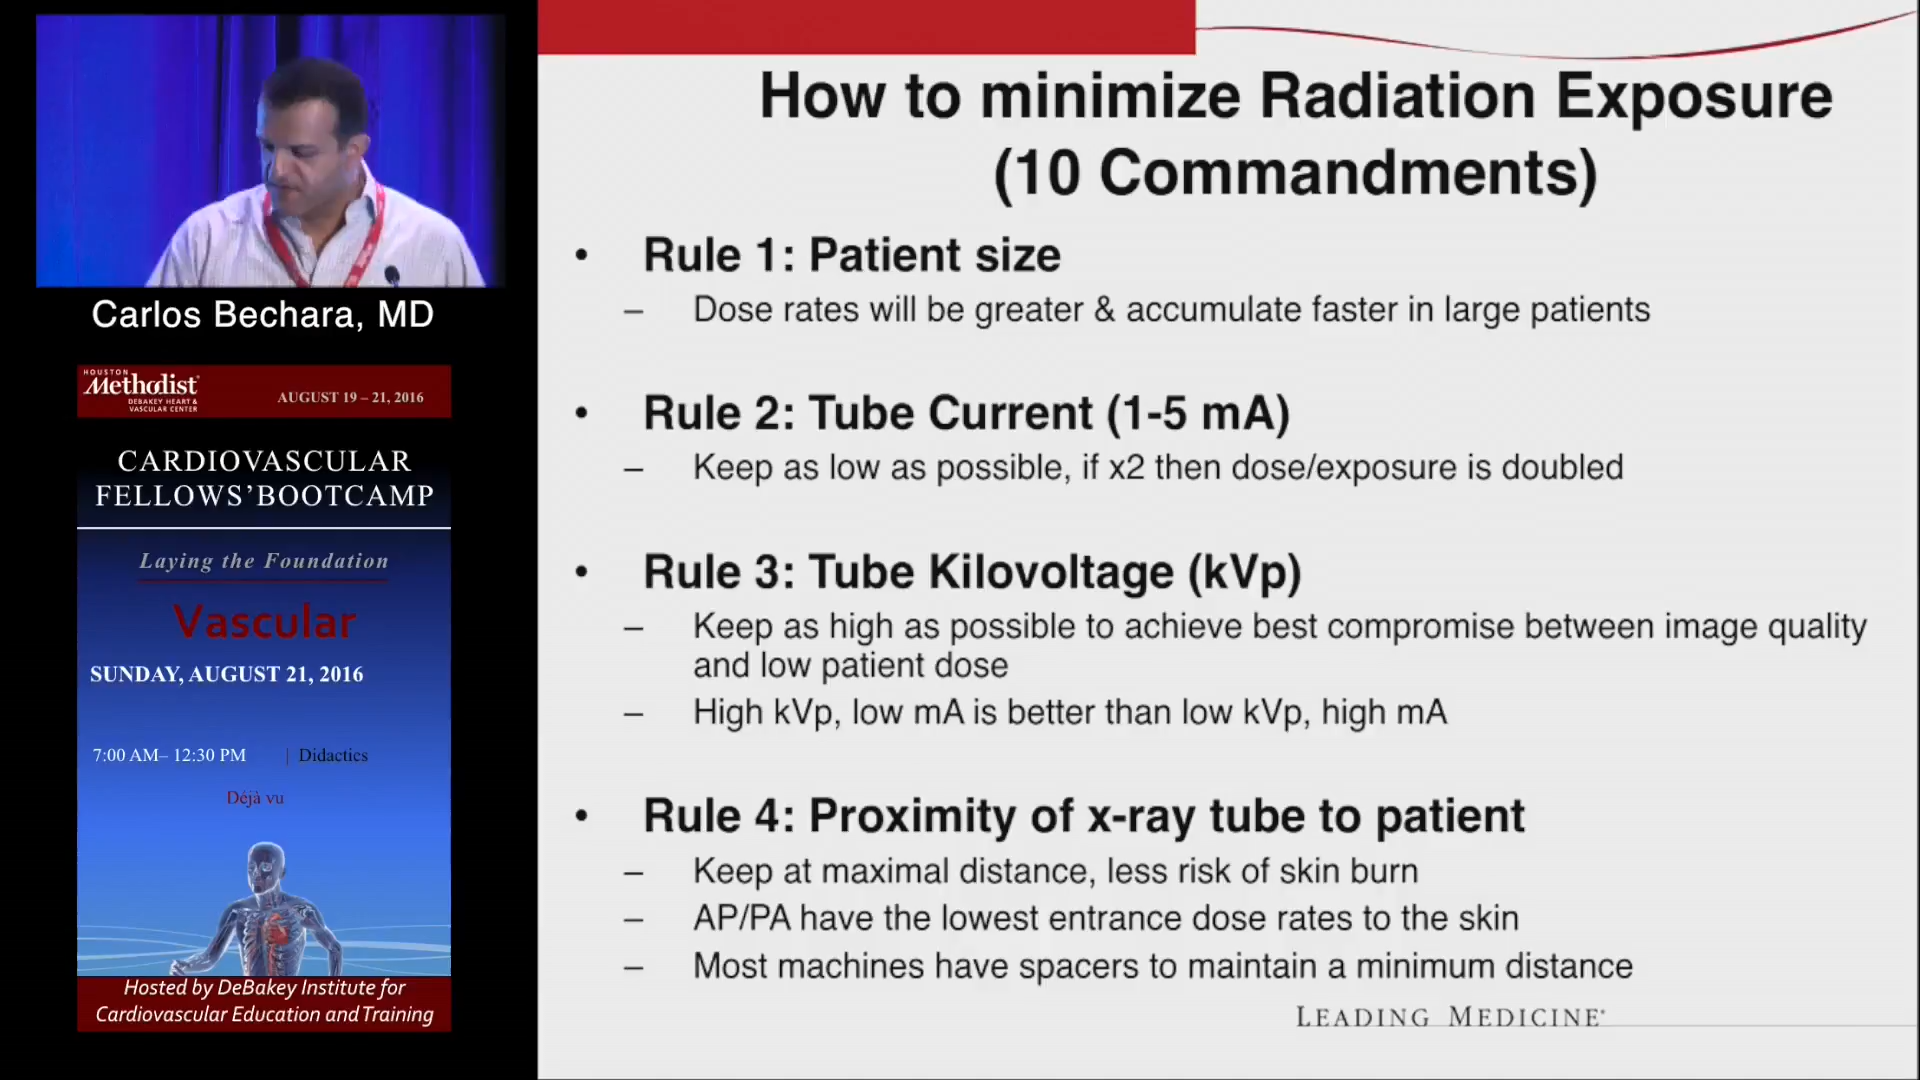 Carlos Bechara, MD
HOUSTON
Methodist
DEBAKEY HEART &
VASCULAR CENTER
AUGUST 19 – 21, 2016
CARDIOVASCULAR
FELLOWS'BOOTCAMP
Laying the Foundation
Vascular
SUNDAY, AUGUST 21, 2016
7:00 AM– 12:30 PM | Didactics
Déjà vu
Hosted by DeBakey Institute for
Cardiovascular Education and Training
How to minimize Radiation Exposure
(10 Commandments)
• Rule 1: Patient size
– Dose rates will be greater & accumulate faster in large patients
• Rule 2: Tube Current (1-5 mA)
– Keep as low as possible, if x2 then dose/exposure is doubled
• Rule 3: Tube Kilovoltage (kVp)
– Keep as high as possible to achieve best compromise between image quality
and low patient dose
– High kVp, low mA is better than low kVp, high mA
• Rule 4: Proximity of x-ray tube to patient
– Keep at maximal distance, less risk of skin burn
– AP/PA have the lowest entrance dose rates to the skin
– Most machines have spacers to maintain a minimum distance
LEADING MEDICINE